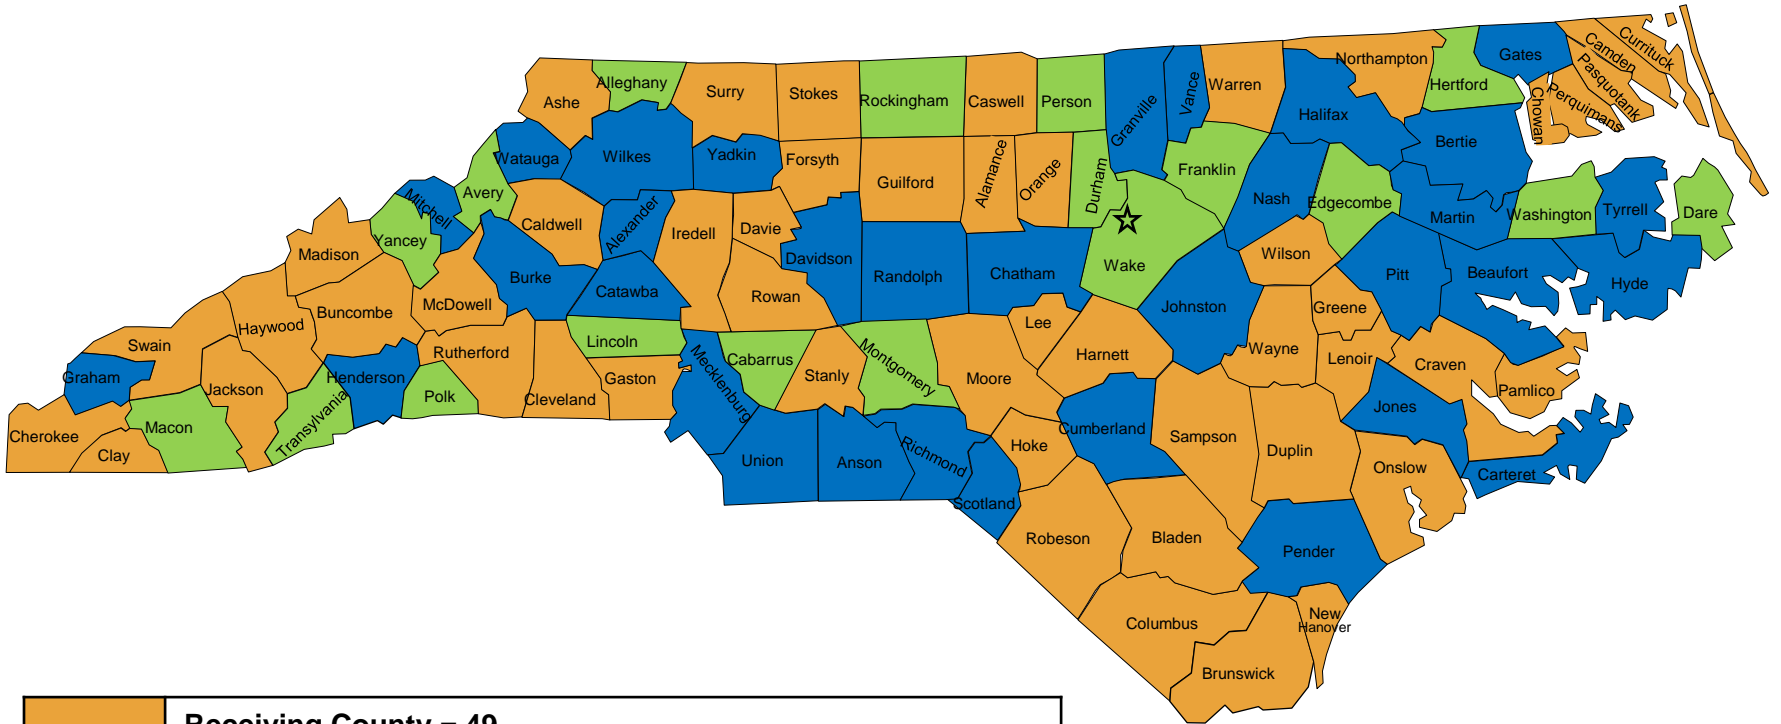 Currituck
Camden
Pasquotank
Perquimans
Chowan
Gates
Hertford
Northampton
Halifax
Warren
Vance
Granville
Person
Caswell
Rockingham
Stokes
Surry
Alleghany
Ashe
Watauga
Wilkes
Yadkin
Forsyth
Guilford
Alamance
Orange
Durham
Franklin
Nash
Edgecombe
Bertie
Martin
Washington
Tyrrell
Dare
Mitchell
Avery
Yancey
Madison
Caldwell
Alexander
Iredell
Davie
Davidson
Randolph
Chatham
Wake
Johnston
Wilson
Pitt
Beaufort
Hyde
Burke
Catawba
Rowan
McDowell
Buncombe
Haywood
Swain
Graham
Jackson
Henderson
Polk
Rutherford
Cleveland
Lincoln
Gaston
Mecklenburg
Cabarrus
Stanly
Montgomery
Moore
Lee
Harnett
Wayne
Greene
Lenoir
Craven
Pamlico
Jones
Cherokee
Clay
Macon
Transylvania
Union
Anson
Richmond
Scotland
Hoke
Cumberland
Sampson
Duplin
Onslow
Carteret
Robeson
Bladen
Pender
Columbus
New
Hanover
Brunswick
Receiving County = 49